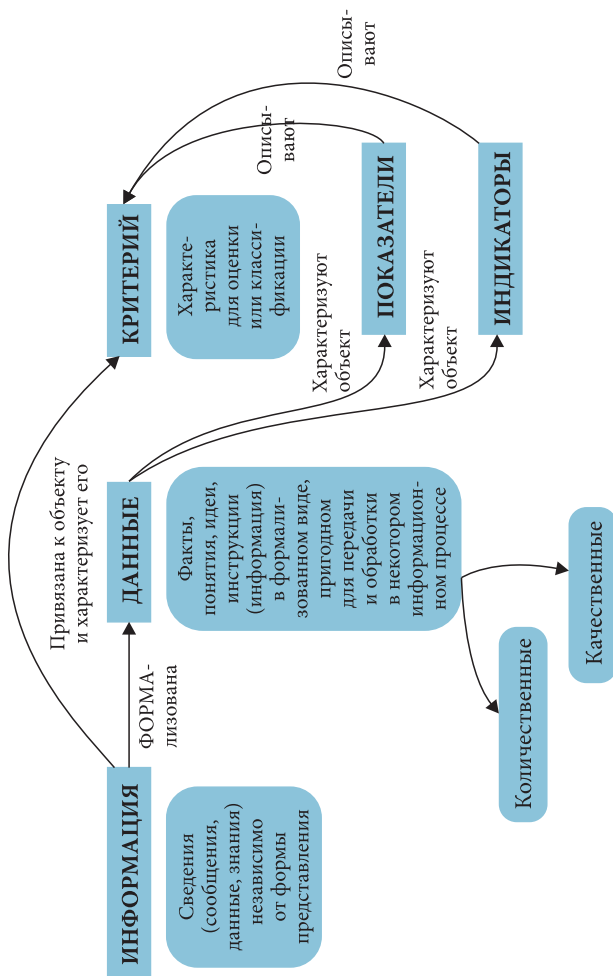 ИНФОРМАЦИЯ
Сведения
(сообщения,
данные, знания)
независимо
от формы
представления
ФОРМА-
лизована
Привязана к объекту
и характеризует его
ДАННЫЕ
Факты,
понятия, идеи,
инструкции
(информация)
в формали-
зованном виде,
пригодном
для передачи
и обработки
в некотором
информацион-
ном процессе
Количественные
Качественные
КРИТЕРИЙ
Характе-
ристика
для оценки
или класси-
фикации
Характеризуют
объект
ПОКАЗАТЕЛИ
Описы-
вают
Характеризуют
объект
ИНДИКАТОРЫ
Описы-
вают